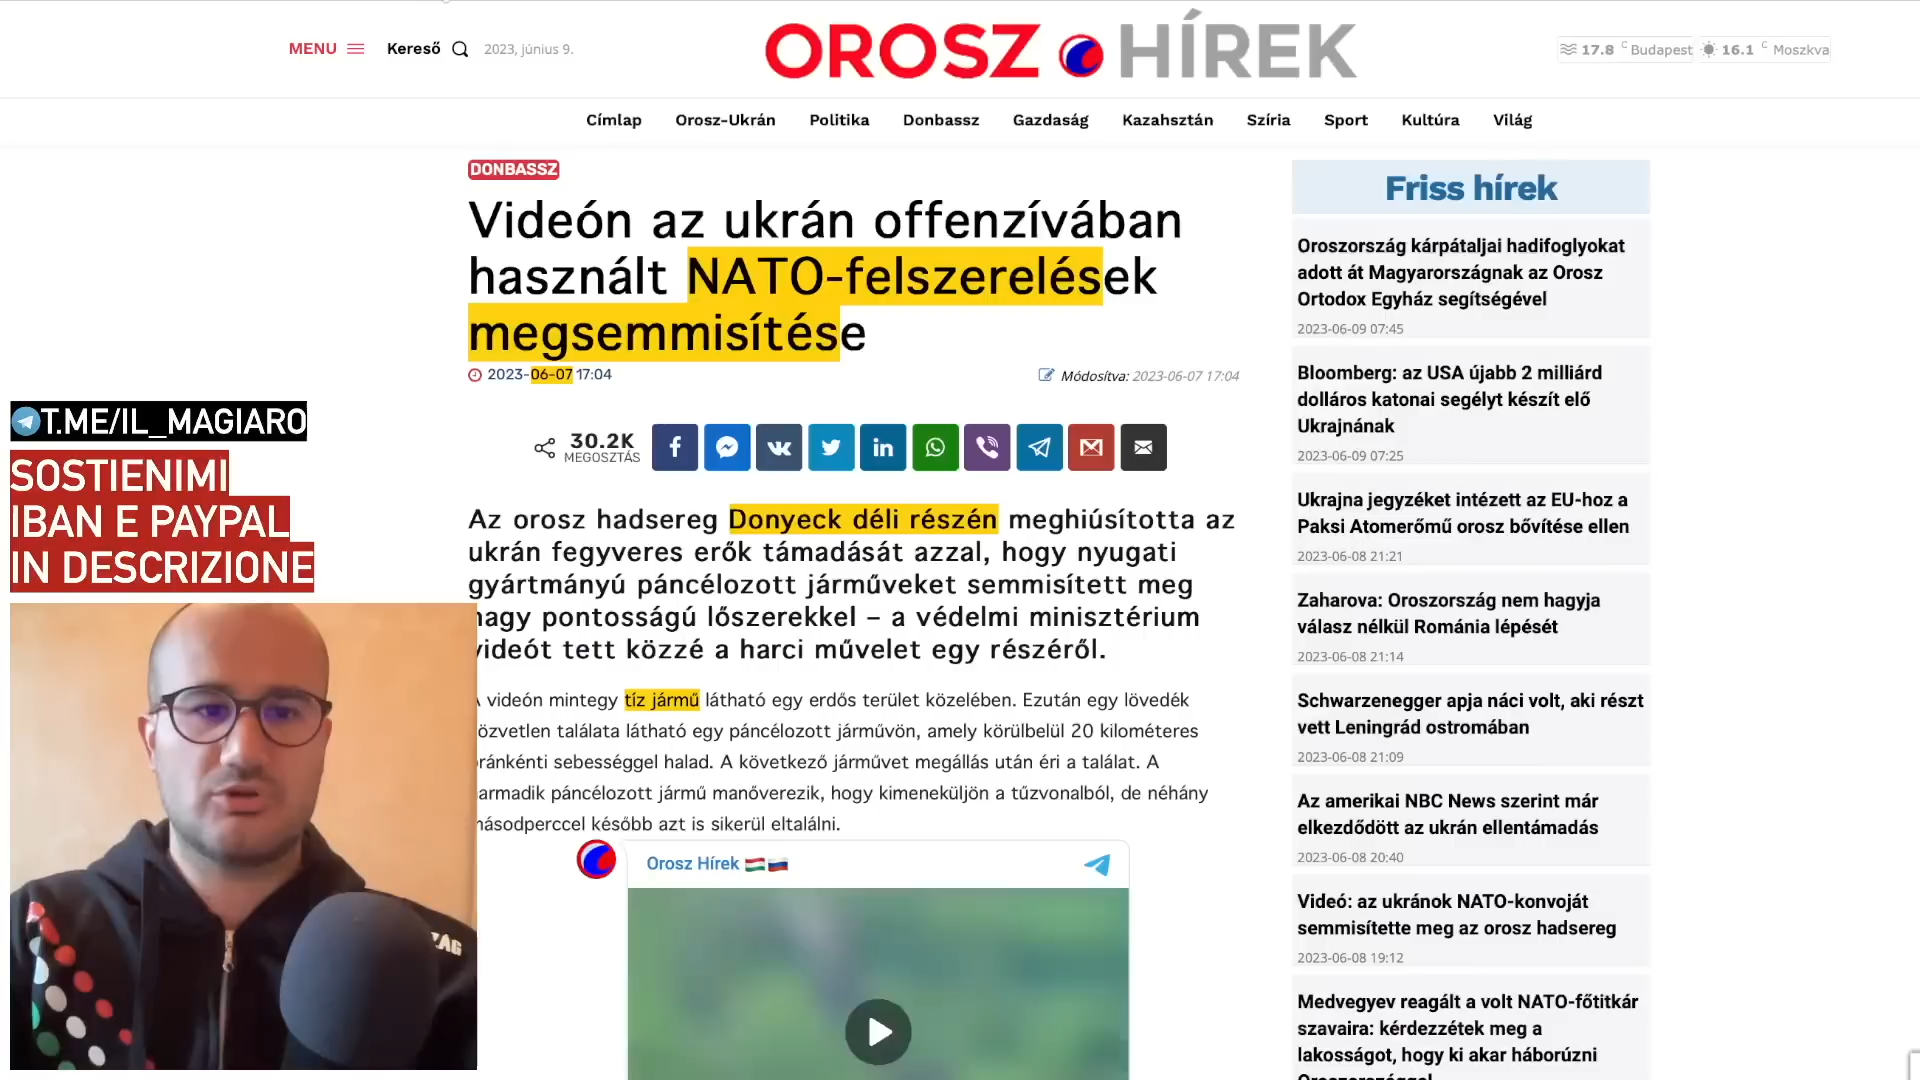 MENU
Kereső
2023, június 9.
OROSZ HÍREK
17.8 C Budapest
16.1 C Moszkva
Címlap
Orosz-Ukrán
Politika
Donbassz
Gazdaság
Kazahsztán
Szíria
Sport
Kultúra
Világ
DONBASSZ
Videón az ukrán offenzívában
használt NATO-felszerelések
megsemmisítése
2023-06-07 17:04
Módosítva: 2023-06-07 17:04
30.2K
MEGOSZTÁS
Az orosz hadsereg Donyeck déli részén meghiúsította az
ukrán fegyveres erők támadását azzal, hogy nyugati
gyártmányú páncélozott járműveket semmisített meg
nagy pontosságú lőszerekkel – a védelmi minisztérium
videót tett közzé a harci művelet egy részéről.
videón mintegy tíz jármű látható egy erdős terület közelében. Ezután egy lövedék
közvetlen találata látható egy páncélozott járművön, amely körülbelül 20 kilométeres
óránkénti sebességgel halad. A következő járművet megállás után éri a találat. A
harmadik páncélozott jármű manőverezik, hogy kimeneküljön a tűzvonalból, de néhány
másodperccel később azt is sikerül eltalálni.
Orosz Hírek
T.ME/IL_MAGIARO
SOSTIENIMI
IBAN E PAYPAL
IN DESCRIZIONE
ZÁG
Friss hírek
Oroszország kárpátaljai hadifoglyokat
adott át Magyarországnak az Orosz
Ortodox Egyház segítségével
2023-06-09 07:45
Bloomberg: az USA újabb 2 milliárd
dolláros katonai segélyt készít elő
Ukrajnának
2023-06-09 07:25
Ukrajna jegyzéket intézett az EU-hoz a
Paksi Atomerőmű orosz bővítése ellen
2023-06-08 21:21
Zaharova: Oroszország nem hagyja
válasz nélkül Románia lépését
2023-06-08 21:14
Schwarzenegger apja náci volt, aki részt
vett Leningrád ostromában
2023-06-08 21:09
Az amerikai NBC News szerint már
elkezdődött az ukrán ellentámadás
2023-06-08 20:40
Videó: az ukránok NATO-konvoját
semmisítette meg az orosz hadsereg
2023-06-08 19:12
Medvegyev reagált a volt NATO-főtitkár
szavaira: kérdezzétek meg a
lakosságot, hogy ki akar háborúzni
Oroszországgal